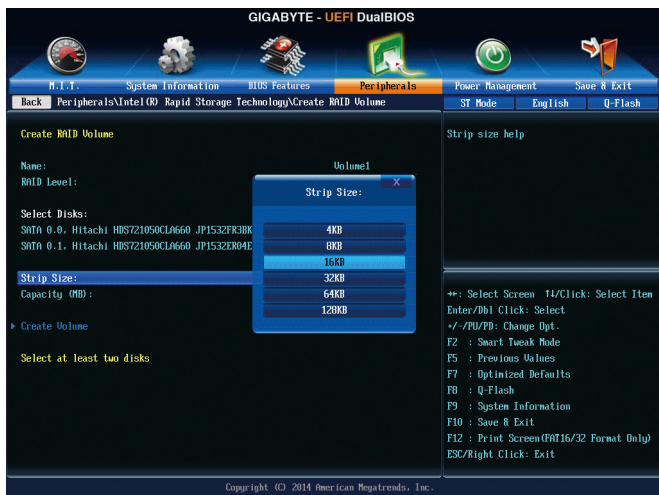 GIGABYTE - UEFI DualBIOS
M.I.T. System Information BIOS Features Peripherals Power Management Save & Exit
Back Peripherals\Intel(R) Rapid Storage Technology\Create RAID Volume
ST Mode English Q-Flash
Create RAID Volume
Name: Volume1
RAID Level:
Select Disks:
SATA 0.0, Hitachi HDS721050CLA660 JP1532FR3BK
SATA 0.1, Hitachi HDS721050CLA660 JP1532ER04E
Strip Size:
Capacity (MB):
Create Volume
Select at least two disks
Strip Size:
X
4KB
8KB
16KB
32KB
64KB
128KB
Strip size help
→←: Select Screen ↑↓/Click: Select Item
Enter/Dbl Click: Select
+/-/PU/PD: Change Opt.
F2 : Smart Tweak Mode
F5 : Previous Values
F7 : Optimized Defaults
F8 : Q-Flash
F9 : System Information
F10 : Save & Exit
F12 : Print Screen(FAT16/32 Format Only)
ESC/Right Click: Exit
Copyright (C) 2014 American Megatrends, Inc.